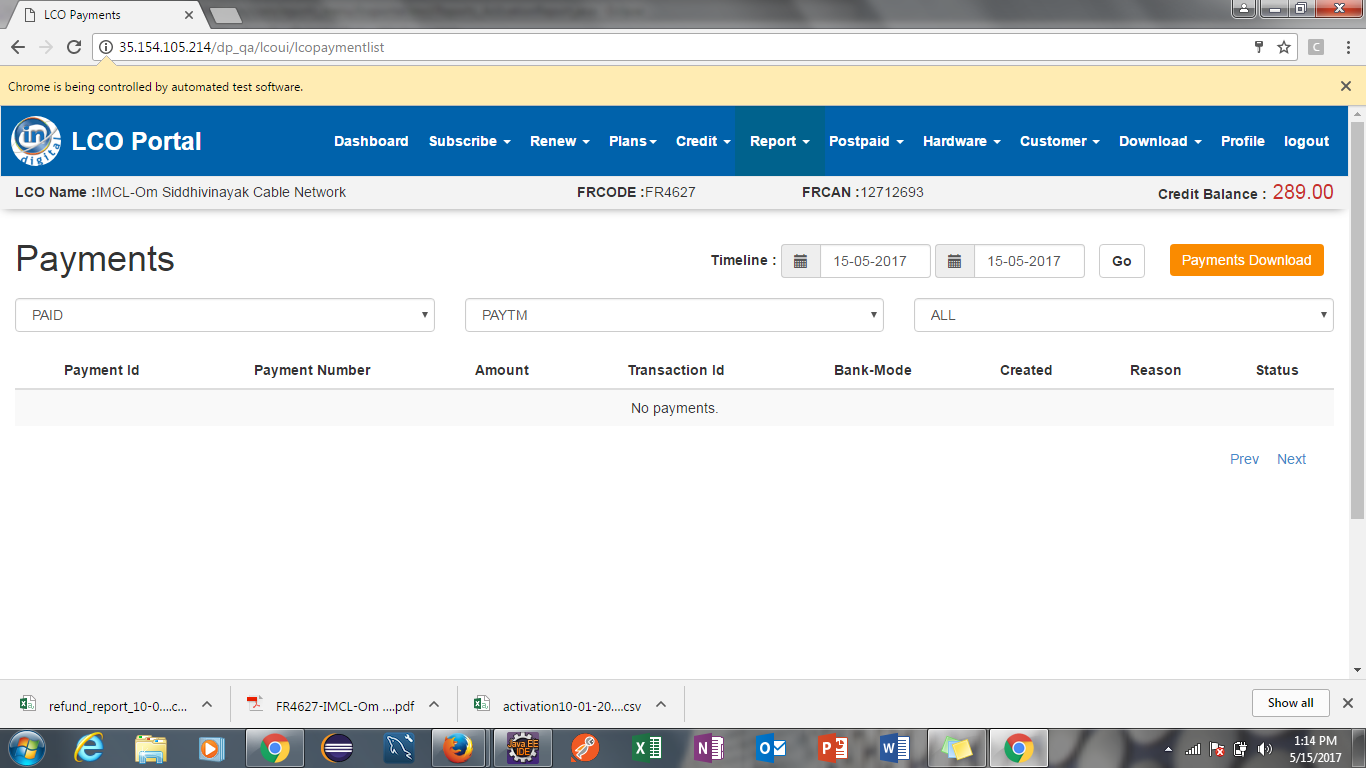 LCO Payments
35.154.105.214/dp_qa/lcoui/lcopaymentlist
C
Chrome is being controlled by automated test software.
in digital
LCO Portal
Dashboard Subscribe Renew Plans Credit Report Postpaid Hardware Customer Download Profile logout
LCO Name :IMCL-Om Siddhivinayak Cable Network FRCODE :FR4627 FRCAN :12712693 Credit Balance : 289.00
Payments
Timeline : 15-05-2017 15-05-2017 Go Payments Download
PAID PAYTM ALL
Payment Id Payment Number Amount Transaction Id Bank-Mode Created Reason Status
No payments.
Prev Next
refund_report_10-0....c... FR4627-IMCL-Om ....pdf activation10-01-20....csv Show all
Java EE IDE
1:14 PM
5/15/2017